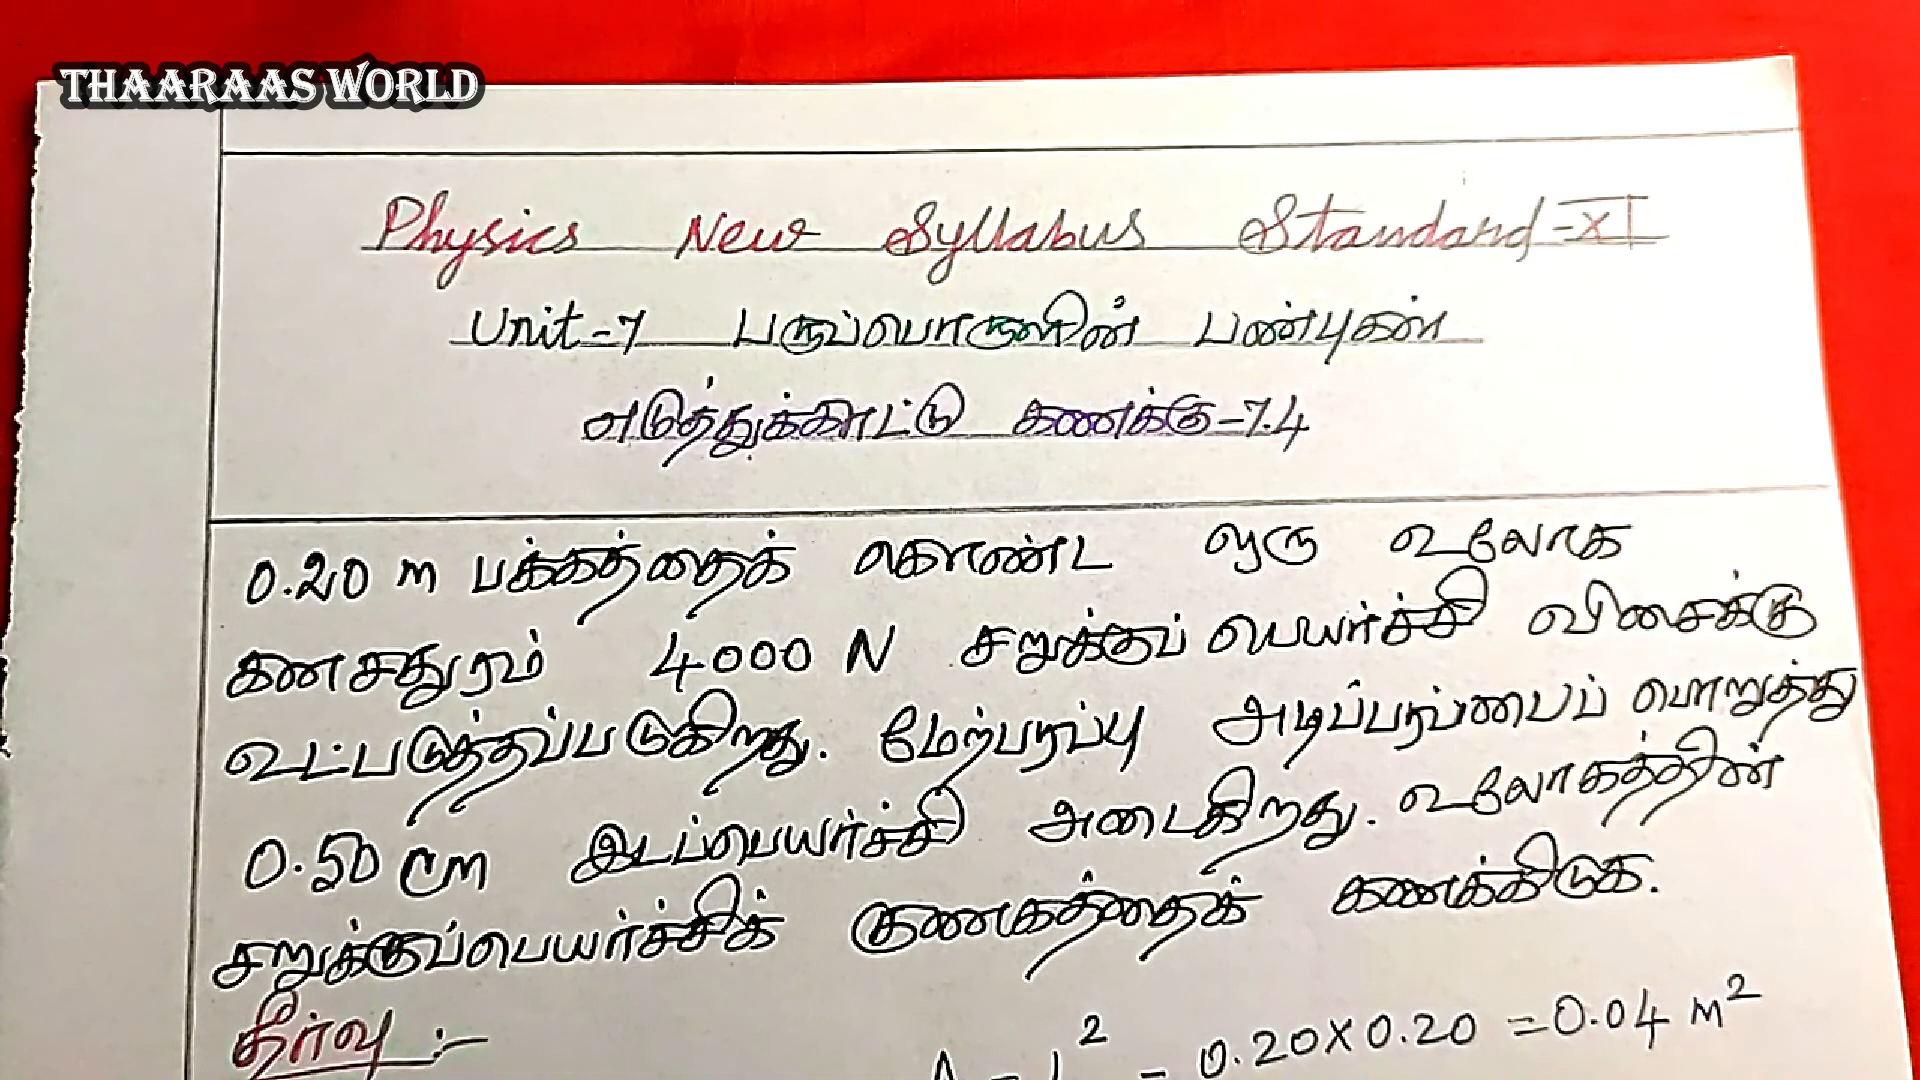 THAARAAS WORLD
Physics New Syllabus Standard-XI
Unit-7 பருப்பொருளின் பண்புகள்
எடுத்துக்காட்டு கணக்கு-7.4
0.20 m பக்கத்தைக் கொண்ட ஒரு உலோக
கனசதுரம் 4000 N சறுக்குப் பெயர்ச்சி விசைக்கு
உட்படுத்தப்படுகிறது. மேற்பரப்பு அடிப்பரப்பைப் பொறுத்து
0.50 cm இடப்பெயர்ச்சி அடைகிறது. உலோகத்தின்
சறுக்குப்பெயர்ச்சிக் குணகத்தைக் கணக்கிடுக.
தீர்வு :-
A = L² = 0.20×0.20 = 0.04 m²